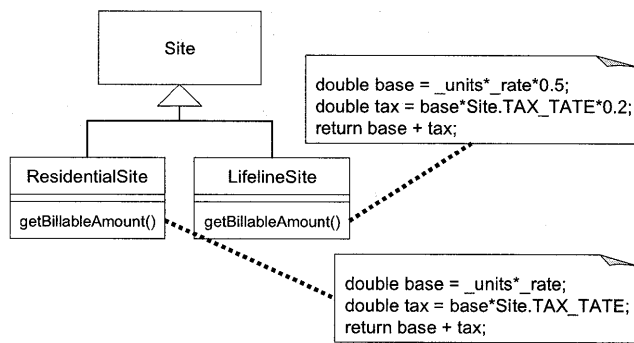 Site
double base = _units*_rate*0.5;
double tax = base*Site.TAX_TATE*0.2;
return base + tax;
ResidentialSite
LifelineSite
getBillableAmount()
getBillableAmount()
double base = _units*_rate;
double tax = base*Site.TAX_TATE;
return base + tax;